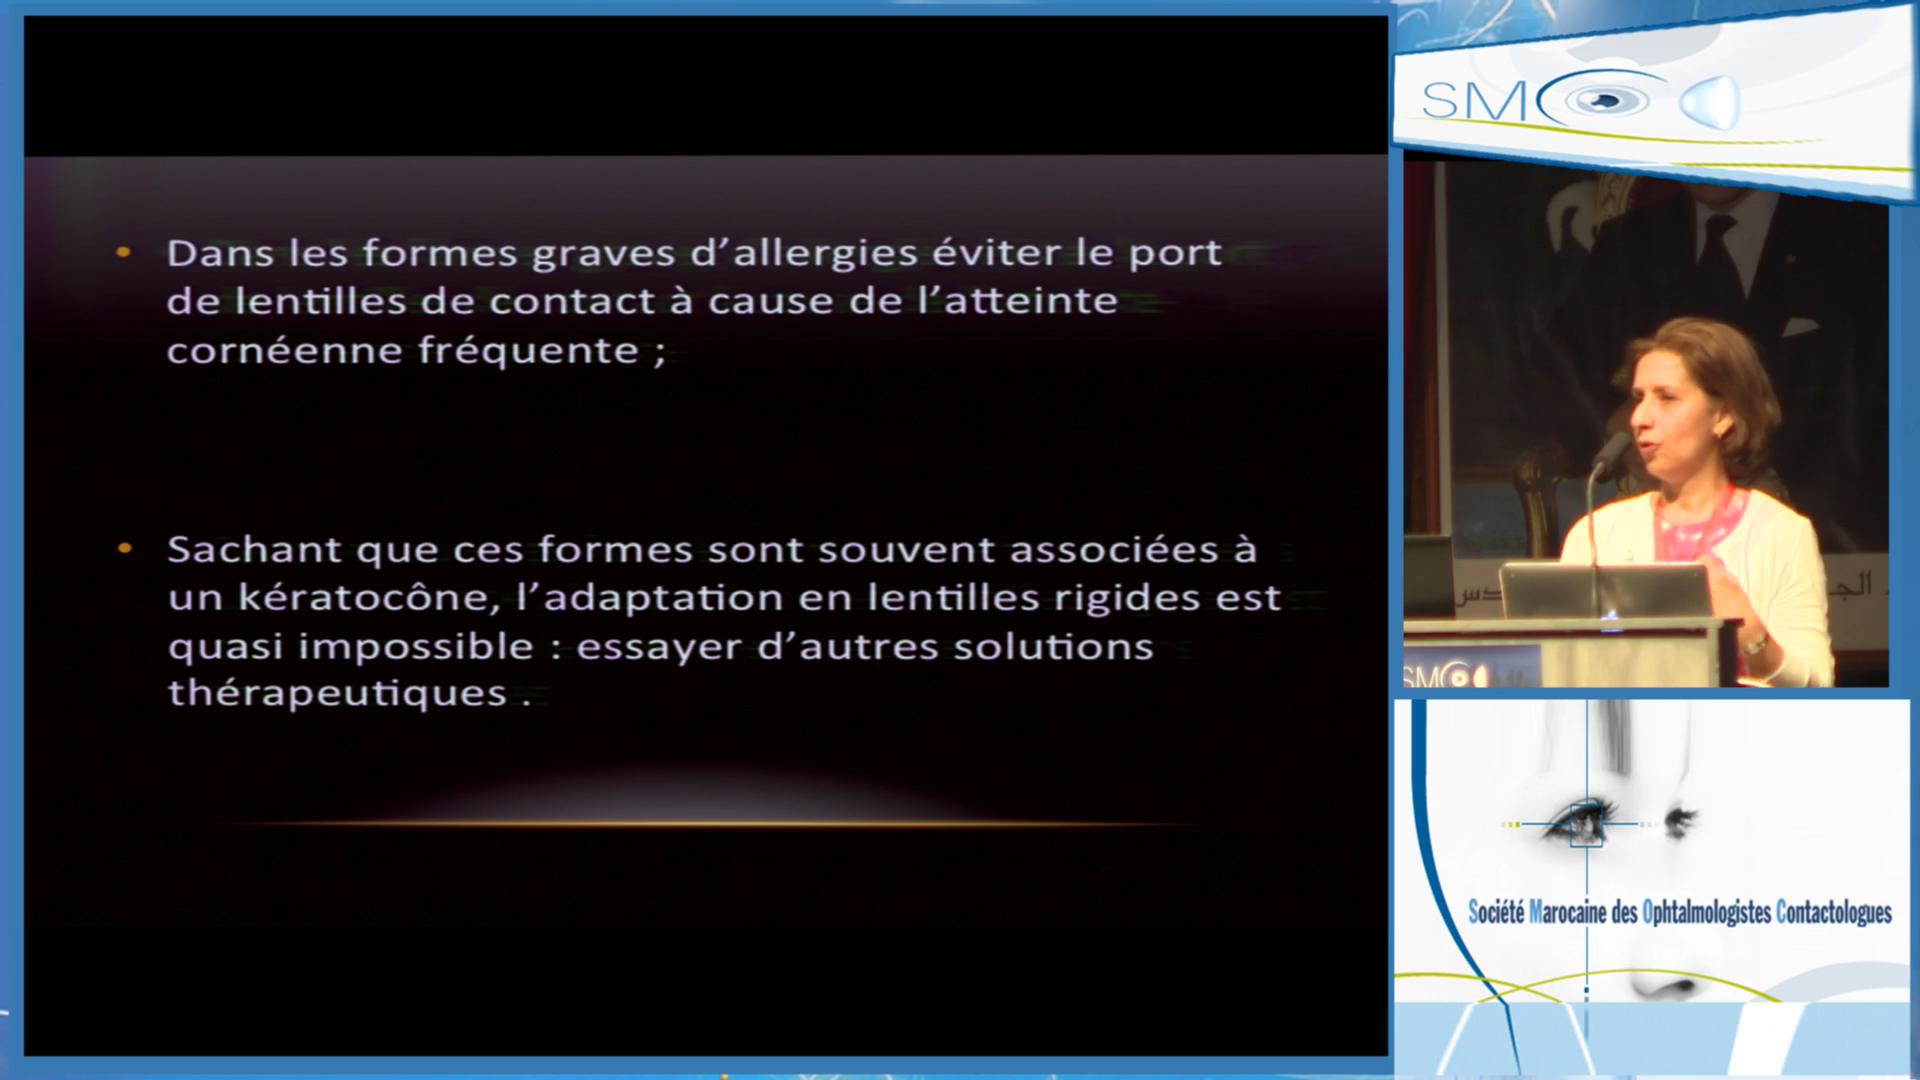 Dans les formes graves d’allergies éviter le port
de lentilles de contact à cause de l’atteinte
cornéenne fréquente ;
Sachant que ces formes sont souvent associées à
un kératocône, l’adaptation en lentilles rigides est
quasi impossible : essayer d’autres solutions
thérapeutiques .
SMOC
SMOC
Société Marocaine des Ophtalmologistes Contactologues